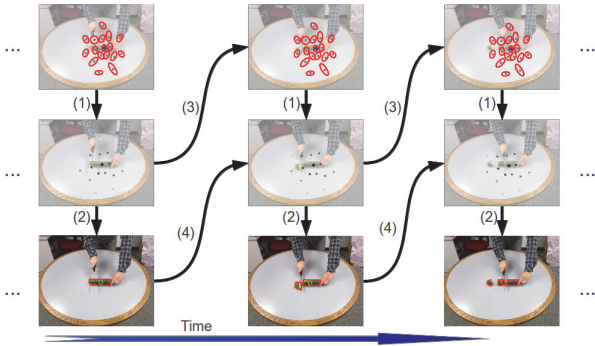 ... ...
(1) (3) (1) (3) (1)
... ...
(2) (4) (2) (4) (2)
... ...
Time